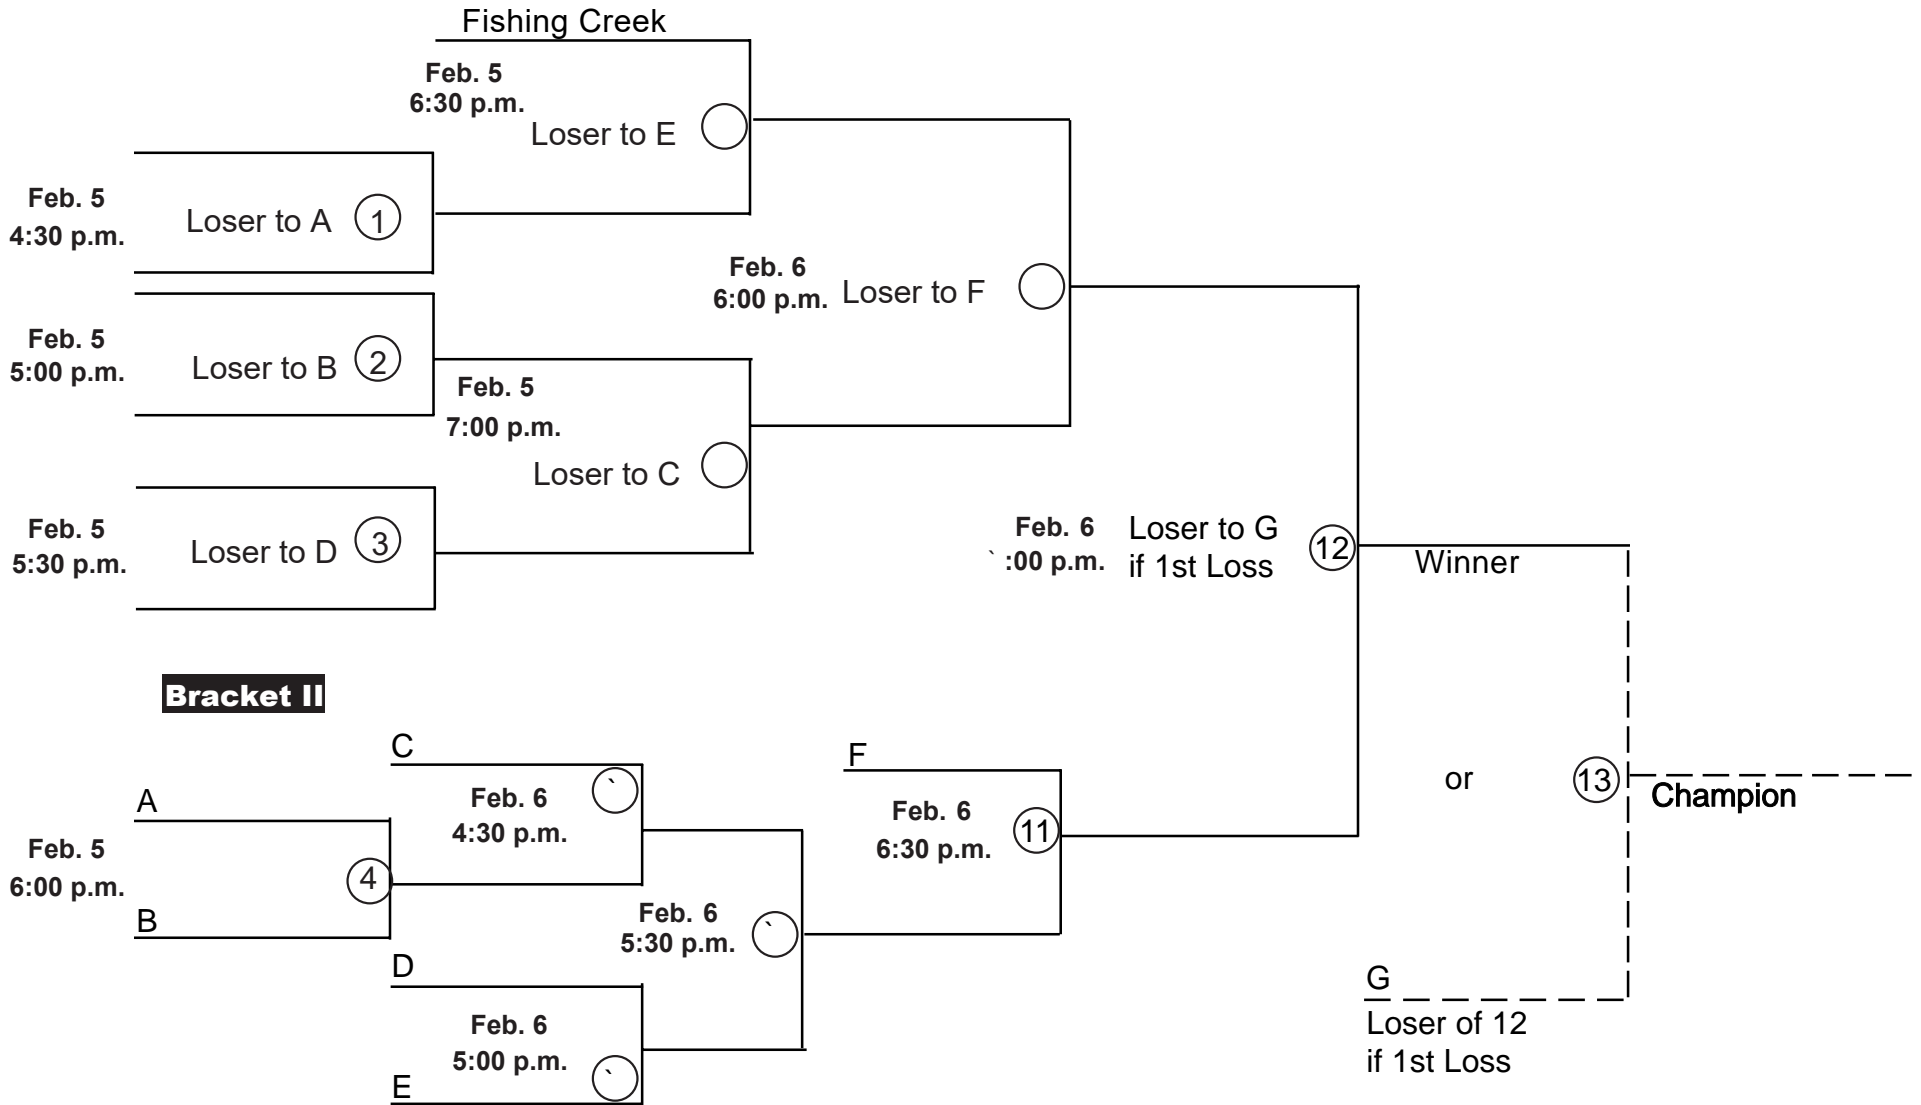 Fishing Creek
Feb. 5
6:30 p.m.
Loser to E
Feb. 5
4:30 p.m.
Loser to A
1
Feb. 6
6:00 p.m.
Loser to F
Feb. 5
5:00 p.m.
Loser to B
2
Feb. 5
7:00 p.m.
Loser to C
Feb. 5
5:30 p.m.
Loser to D
3
Feb. 6
` :00 p.m.
Loser to G
if 1st Loss
12
Winner
Bracket II
C
Feb. 6
4:30 p.m.
`
A
Feb. 5
6:00 p.m.
4
B
F
Feb. 6
6:30 p.m.
11
or
13
Champion
Feb. 6
5:30 p.m.
`
D
Feb. 6
5:00 p.m.
`
E
G
Loser of 12
if 1st Loss